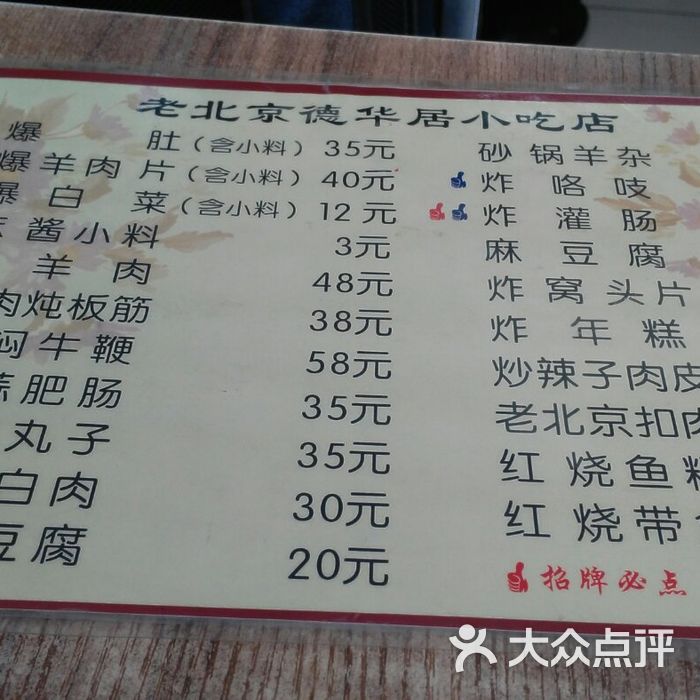 老北京德华居小吃店
爆 肚(含小料) 35元
爆羊肉片(含小料) 40元
爆白菜(含小料) 12元
酱小料 3元
羊肉 48元
肉炖板筋 38元
焖牛鞭 58元
肥肠 35元
丸子 35元
白肉 30元
豆腐 20元
砂锅羊杂
炸咯吱
炸灌肠
麻豆腐
炸窝头片
炸年糕
炒辣子肉皮
老北京扣肉
红烧鱼
红烧带
招牌必点
大众点评